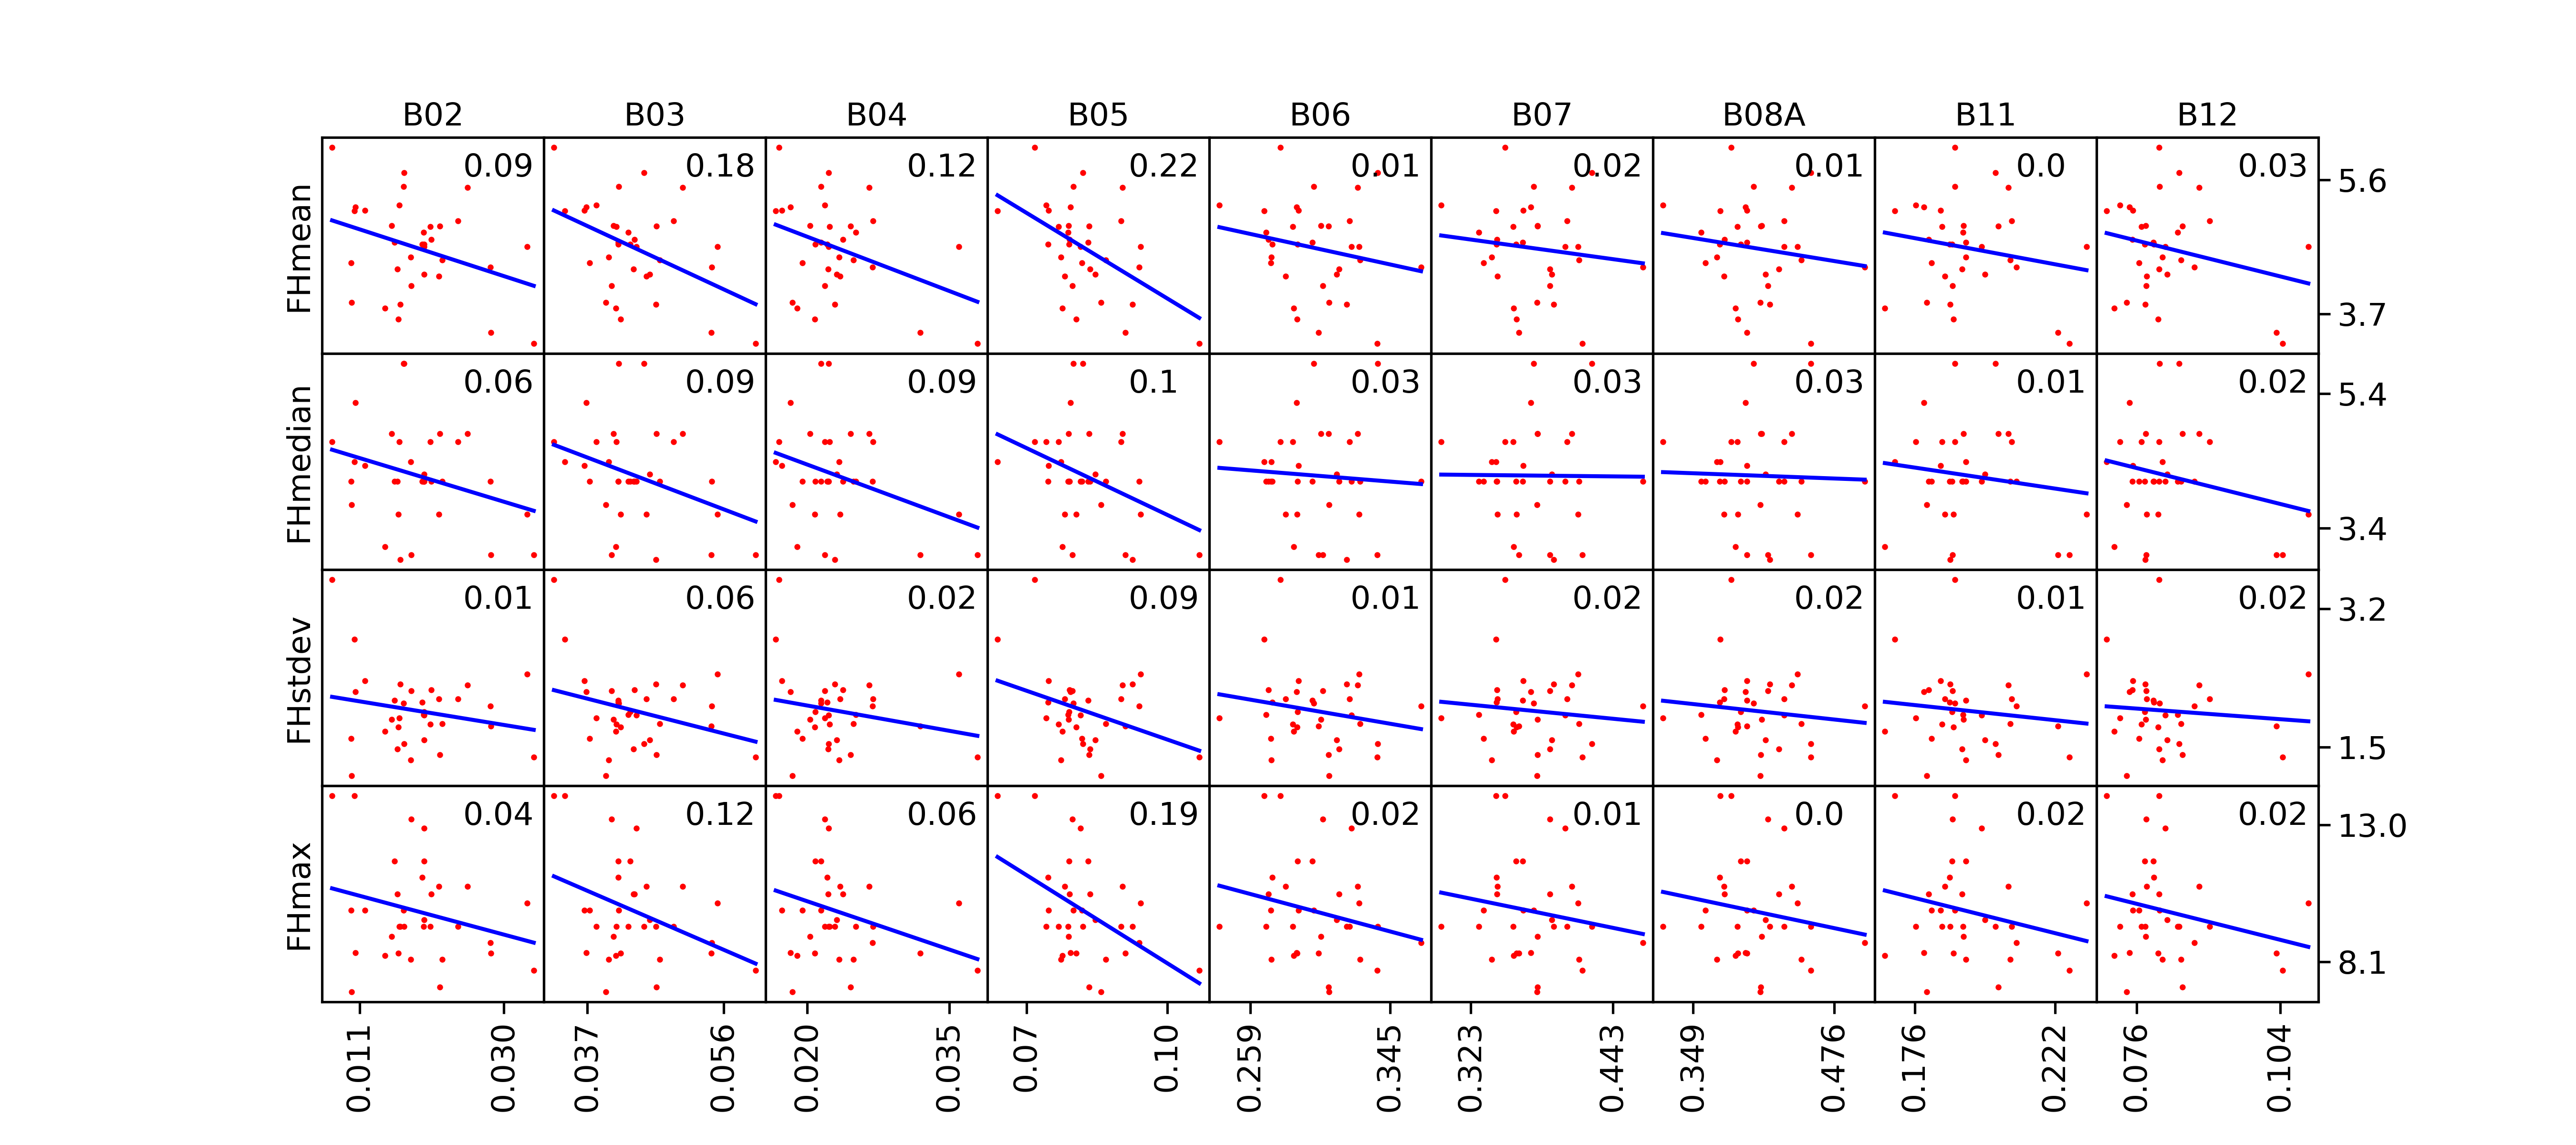 B02 B03 B04 B05 B06 B07 B08A B11 B12
FHmean 0.09 0.18 0.12 0.22 0.01 0.02 0.01 0.0 0.03 5.6
3.7
FHmedian 0.06 0.09 0.09 0.1 0.03 0.03 0.03 0.01 0.02 5.4
3.4
FHstdev 0.01 0.06 0.02 0.09 0.01 0.02 0.02 0.01 0.02 3.2
1.5
FHmax 0.04 0.12 0.06 0.19 0.02 0.01 0.0 0.02 0.02 13.0
8.1
0.011 0.030 0.037 0.056 0.020 0.035 0.07 0.10 0.259 0.345 0.323 0.443 0.349 0.476 0.176 0.222 0.076 0.104